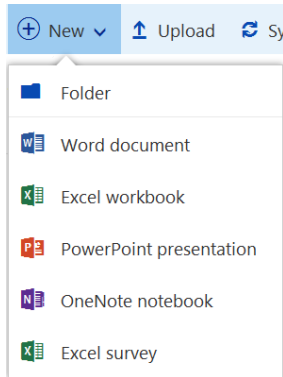 New Upload Sy
Folder
Word document
Excel workbook
PowerPoint presentation
OneNote notebook
Excel survey